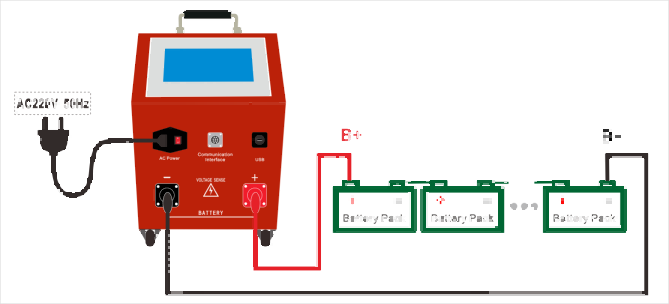 AC220V 50Hz
AC Power
Communication
Interface
USB
VOLTAGE SENSE
−
+
BATTERY
B+
B-
Battery Pack
Battery Pack
Battery Pack